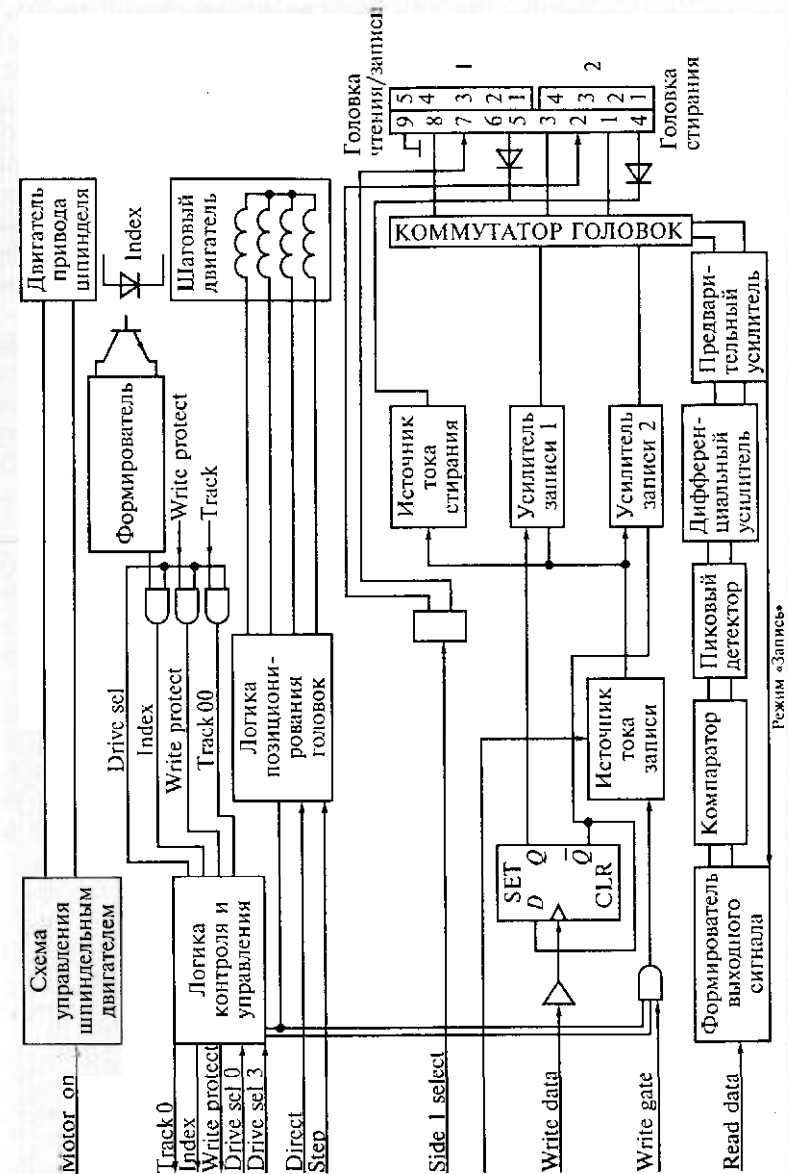 Motor on
Схема
управления
шпиндельным
двигателем
Двигатель
привода
шпинделя
Index
Формирователь
Write protect
Track
Drive sel
Index
Write protect
Track 00
Track 0
Index
Write protect
Drive sel 0
Drive sel 3
Direct
Step
Логика
контроля и
управления
Логика
позициони-
рования
головок
Шаговый
двигатель
Головка
чтения/записи
9 5
8 4
7 3
6 2
5 1
3 4
2 3
1 2
4 1
1
2
Головка
стирания
КОММУТАТОР ГОЛОВОК
Side 1 select
Источник
тока
стирания
Усилитель
записи 1
Усилитель
записи 2
Write data
SET
D Q
Q
CLR
Источник
тока
записи
Write gate
Read data
Формирователь
выходного
сигнала
Компаратор
Пиковый
детектор
Дифферен-
циальный
усилитель
Предвари-
тельный
усилитель
Режим «Запись»